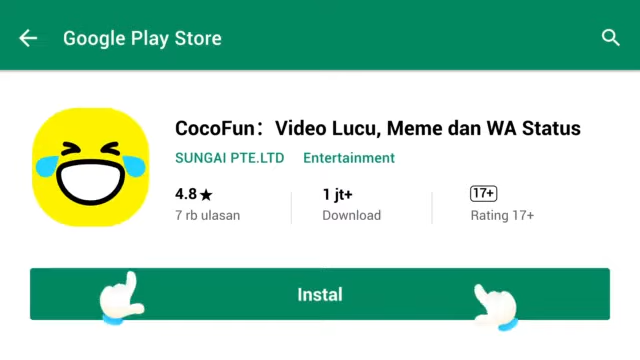 Google Play Store
CocoFun: Video Lucu, Meme dan WA Status
SUNGAI PTE.LTD Entertainment
4.8★ 1 jt+ 17+
7 rb ulasan Download Rating 17+
Instal